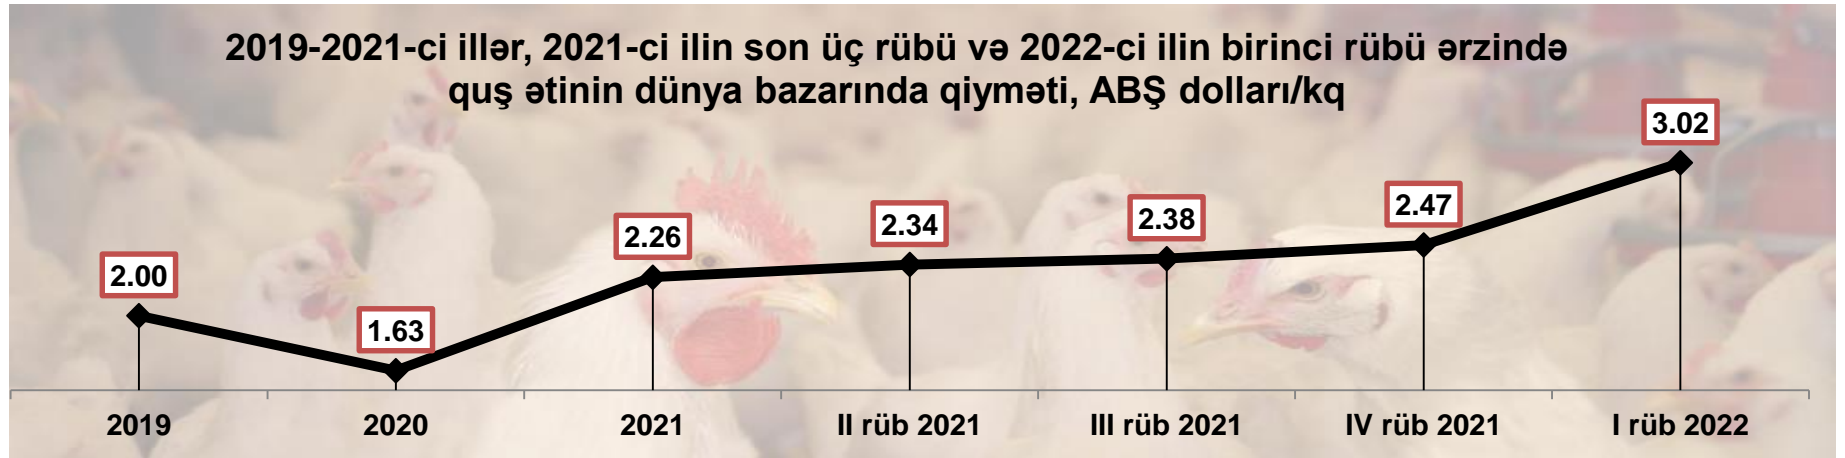 2019-2021-ci illər, 2021-ci ilin son üç rübü və 2022-ci ilin birinci rübü ərzində
quş ətinin dünya bazarında qiyməti, ABŞ dolları/kq
2.00
1.63
2.26
2.34
2.38
2.47
3.02
2019
2020
2021
II rüb 2021
III rüb 2021
IV rüb 2021
I rüb 2022